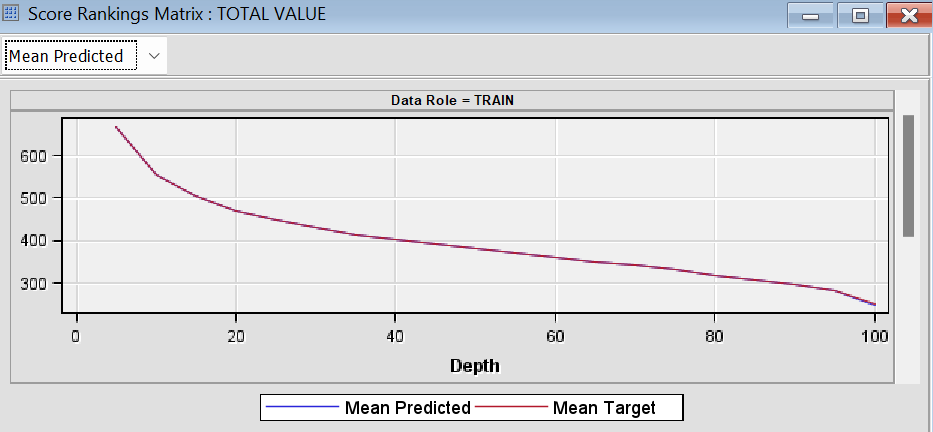 Score Rankings Matrix : TOTAL VALUE
Mean Predicted
Data Role = TRAIN
600
500
400
300
0 20 40 60 80 100
Depth
Mean Predicted Mean Target